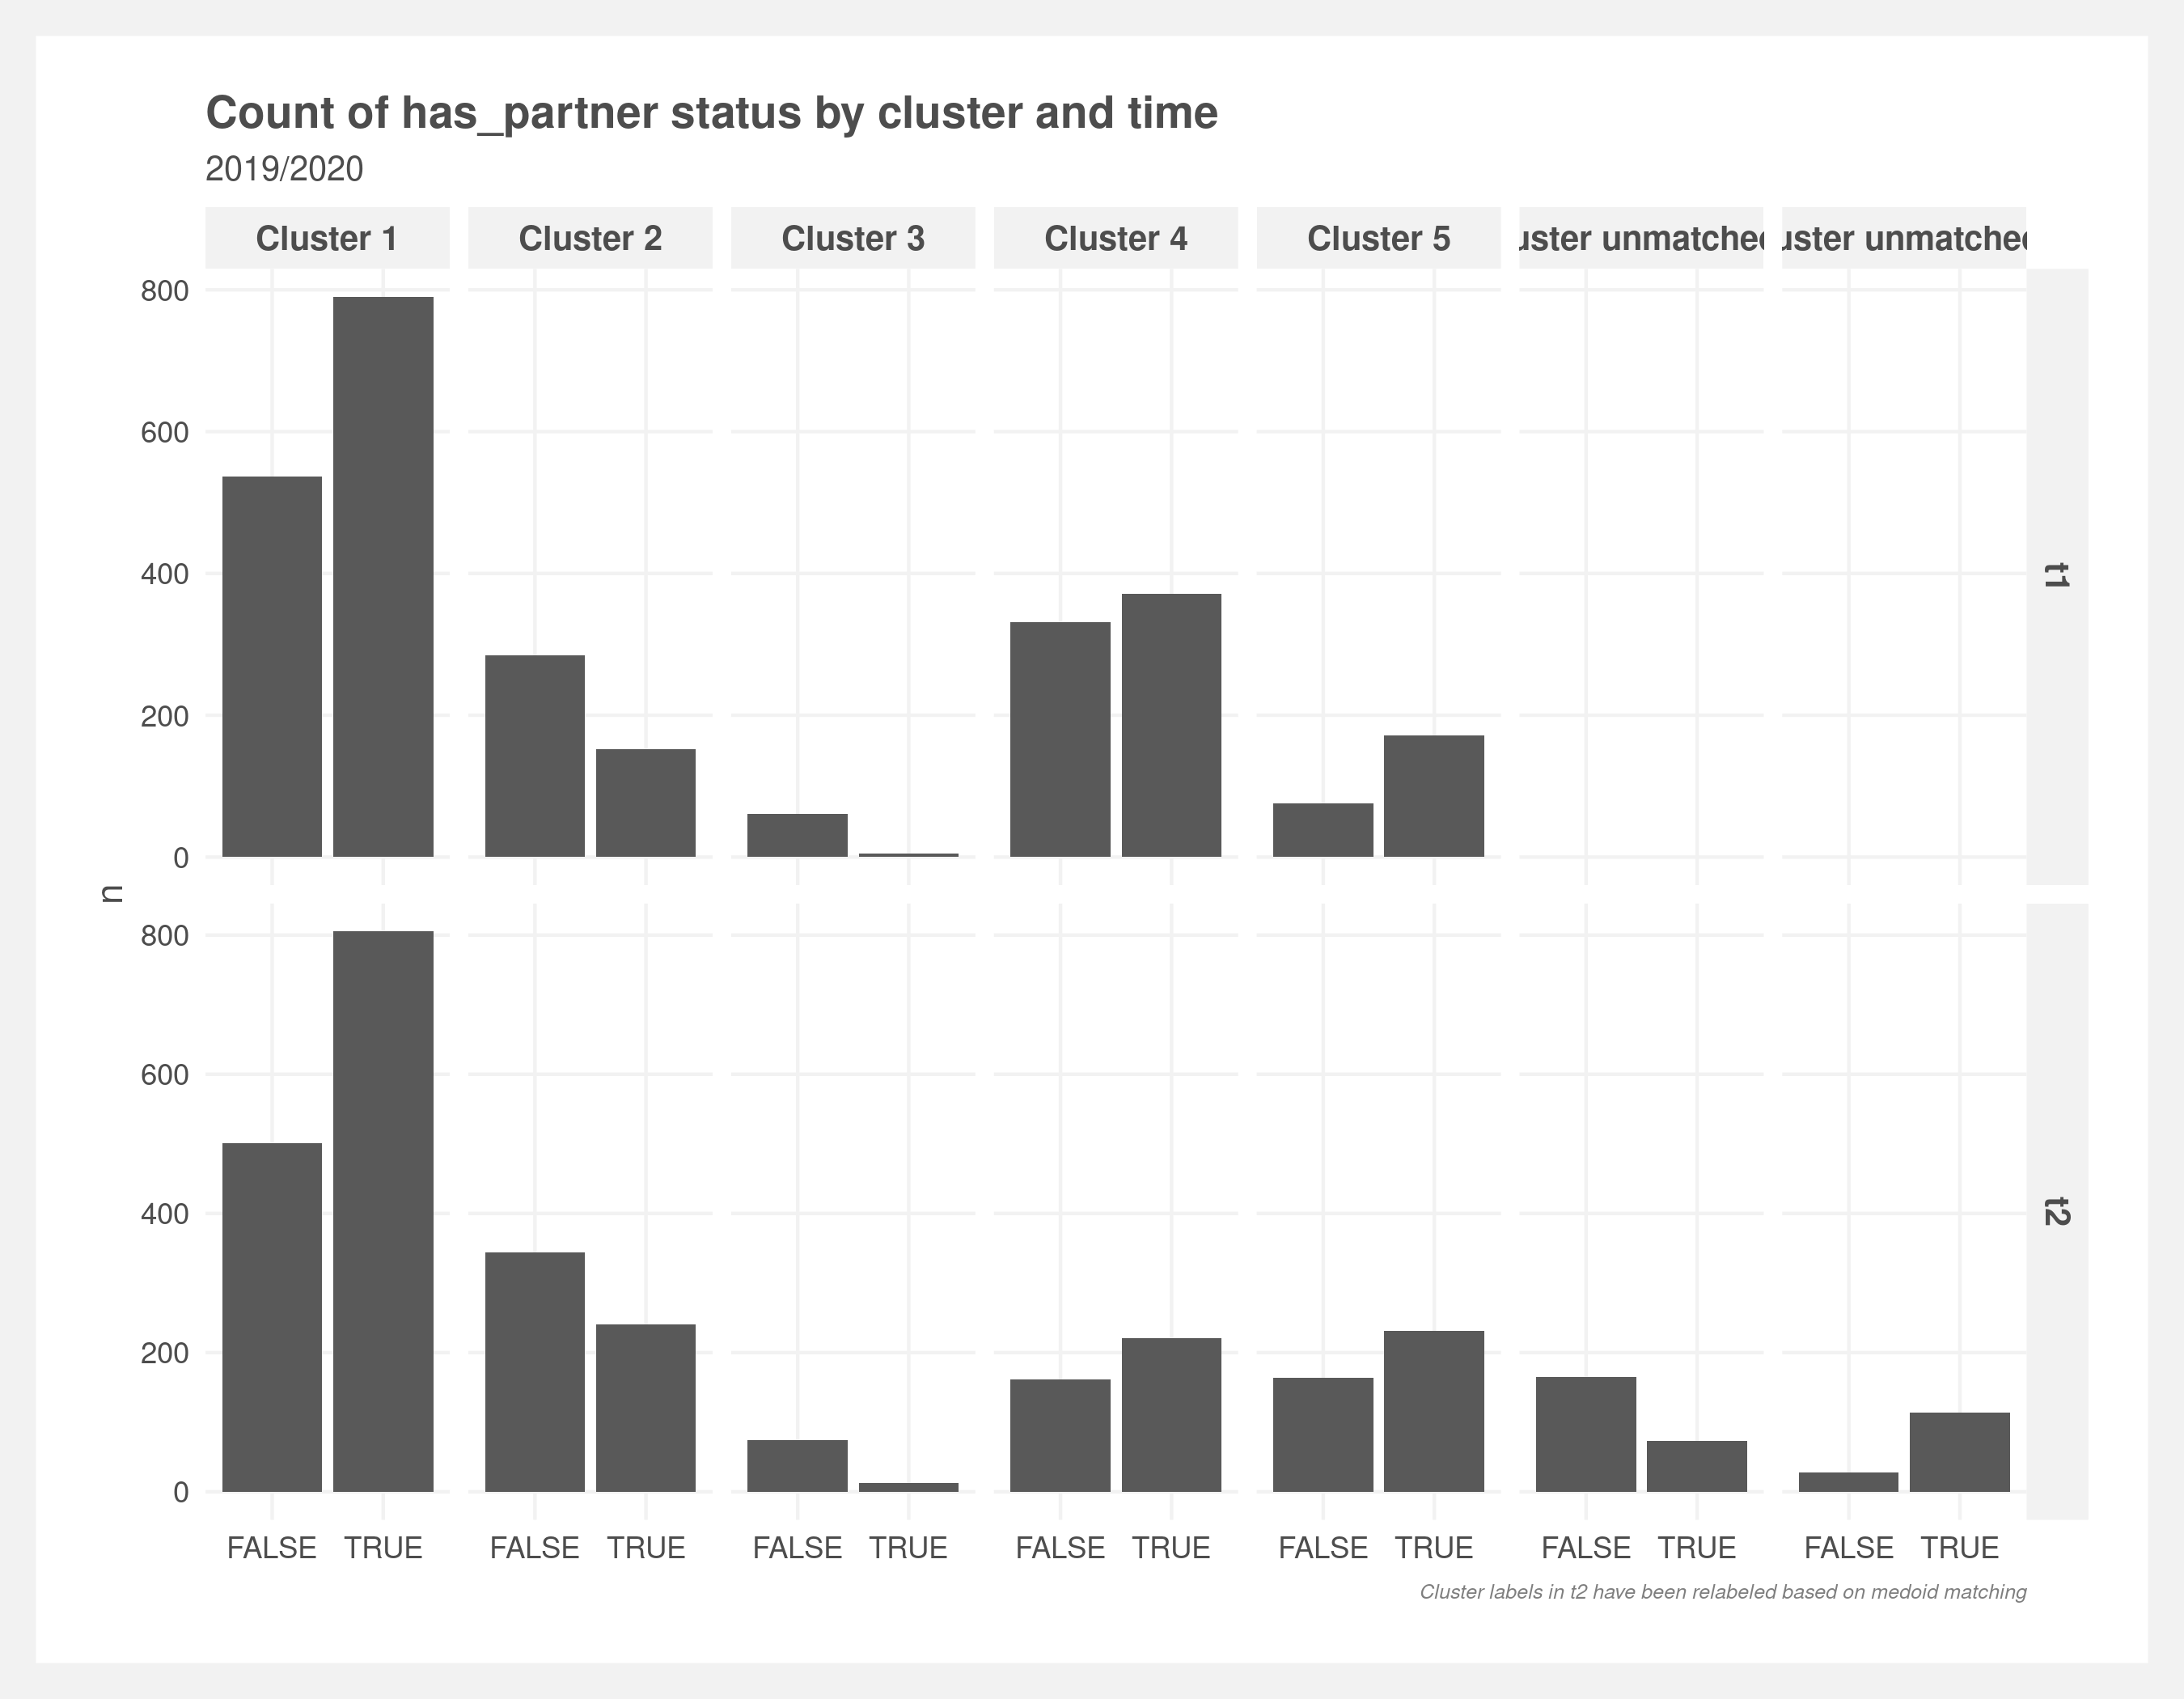 Count of has_partner status by cluster and time
2019/2020
Cluster 1 Cluster 2 Cluster 3 Cluster 4 Cluster 5 uster unmatched uster unmatched
800
600
400
200
0
t1
n
800
600
400
200
0
t2
FALSE TRUE FALSE TRUE FALSE TRUE FALSE TRUE FALSE TRUE FALSE TRUE FALSE TRUE
Cluster labels in t2 have been relabeled based on medoid matching